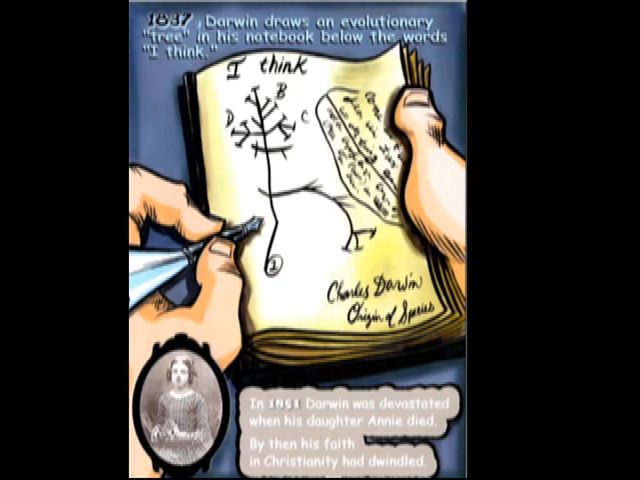 1837, Darwin draws an evolutionary
"tree" in his notebook below the words
"I think."
I think
B
D
C
1
Charles Darwin
Origin of Species
In 1851 Darwin was devastated
when his daughter Annie died.
By then his faith
in Christianity had dwindled.